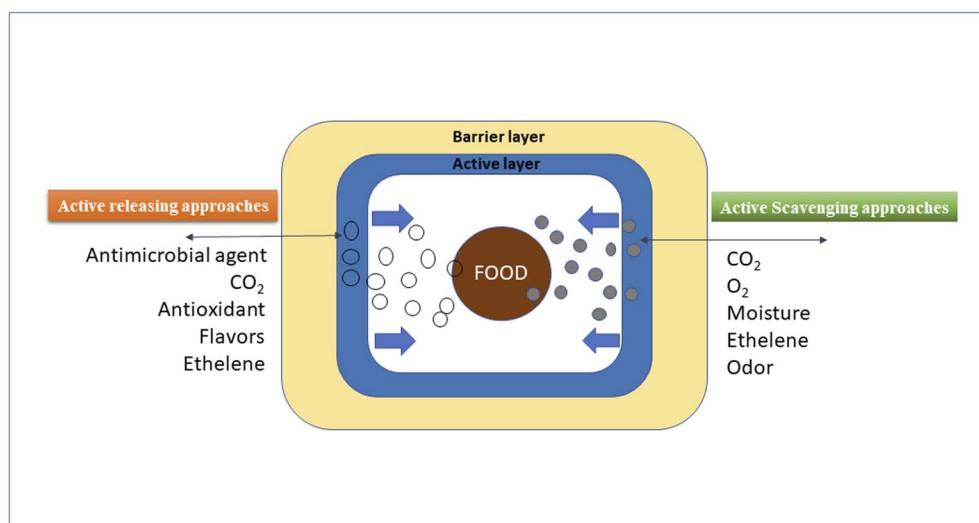 Barrier layer
Active layer
Active releasing approaches
Antimicrobial agent
CO₂
Antioxidant
Flavors
Ethelene
FOOD
Active Scavenging approaches
CO₂
O₂
Moisture
Ethelene
Odor